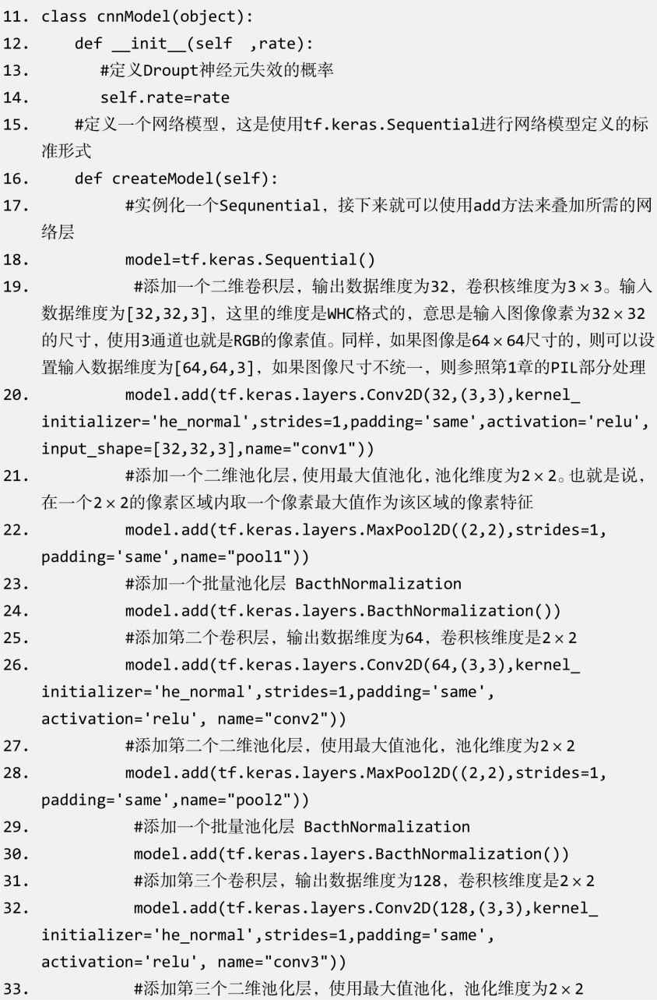 11. class cnnModel(object):
12.     def __init__(self  ,rate):
13.        #定义Droupt神经元失效的概率
14.        self.rate=rate
15.     #定义一个网络模型，这是使用tf.keras.Sequential进行网络模型定义的标
准形式
16.     def createModel(self):
17.           #实例化一个Sequnential，接下来就可以使用add方法来叠加所需的网
络层
18.           model=tf.keras.Sequential()
19.            #添加一个二维卷积层，输出数据维度为32，卷积核维度为3×3。输入
数据维度为[32,32,3]，这里的维度是WHC格式的，意思是输入图像像素为32×32
的尺寸，使用3通道也就是RGB的像素值。同样，如果图像是64×64尺寸的，则可以设
置输入数据维度为[64,64,3]，如果图像尺寸不统一，则参照第1章的PIL部分处理
20.           model.add(tf.keras.layers.Conv2D(32,(3,3),kernel_
initializer='he_normal',strides=1,padding='same',activation='relu',
input_shape=[32,32,3],name="conv1"))
21.           #添加一个二维池化层，使用最大值池化，池化维度为2×2。也就是说，
在一个2×2的像素区域内取一个像素最大值作为该区域的像素特征
22.           model.add(tf.keras.layers.MaxPool2D((2,2),strides=1,
padding='same',name="pool1"))
23.           #添加一个批量池化层 BacthNormalization
24.           model.add(tf.keras.layers.BacthNormalization())
25.           #添加第二个卷积层，输出数据维度为64，卷积核维度是2×2
26.           model.add(tf.keras.layers.Conv2D(64,(3,3),kernel_
initializer='he_normal',strides=1,padding='same',
activation='relu', name="conv2"))
27.           #添加第二个二维池化层，使用最大值池化，池化维度为2×2
28.           model.add(tf.keras.layers.MaxPool2D((2,2),strides=1,
padding='same',name="pool2"))
29.            #添加一个批量池化层 BacthNormalization
30.            model.add(tf.keras.layers.BacthNormalization())
31.            #添加第三个卷积层，输出数据维度为128，卷积核维度是2×2
32.            model.add(tf.keras.layers.Conv2D(128,(3,3),kernel_
initializer='he_normal',strides=1,padding='same',
activation='relu', name="conv3"))
33.            #添加第三个二维池化层，使用最大值池化，池化维度为2×2